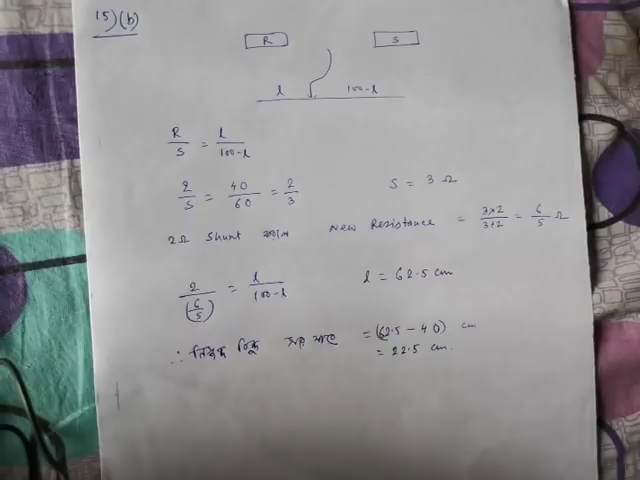 15)(b)
R S
l 100-l
R/S = l/100-l
2/S = 40/60 = 2/3 S = 3 Ω
2Ω Shunt করলে New Resistance = 3×2/3+2 = 6/5 Ω
2/(6/5) = l/100-l l = 62.5 cm
∴ বিন্দু সরে যাবে = (62.5 - 40) cm
= 22.5 cm.